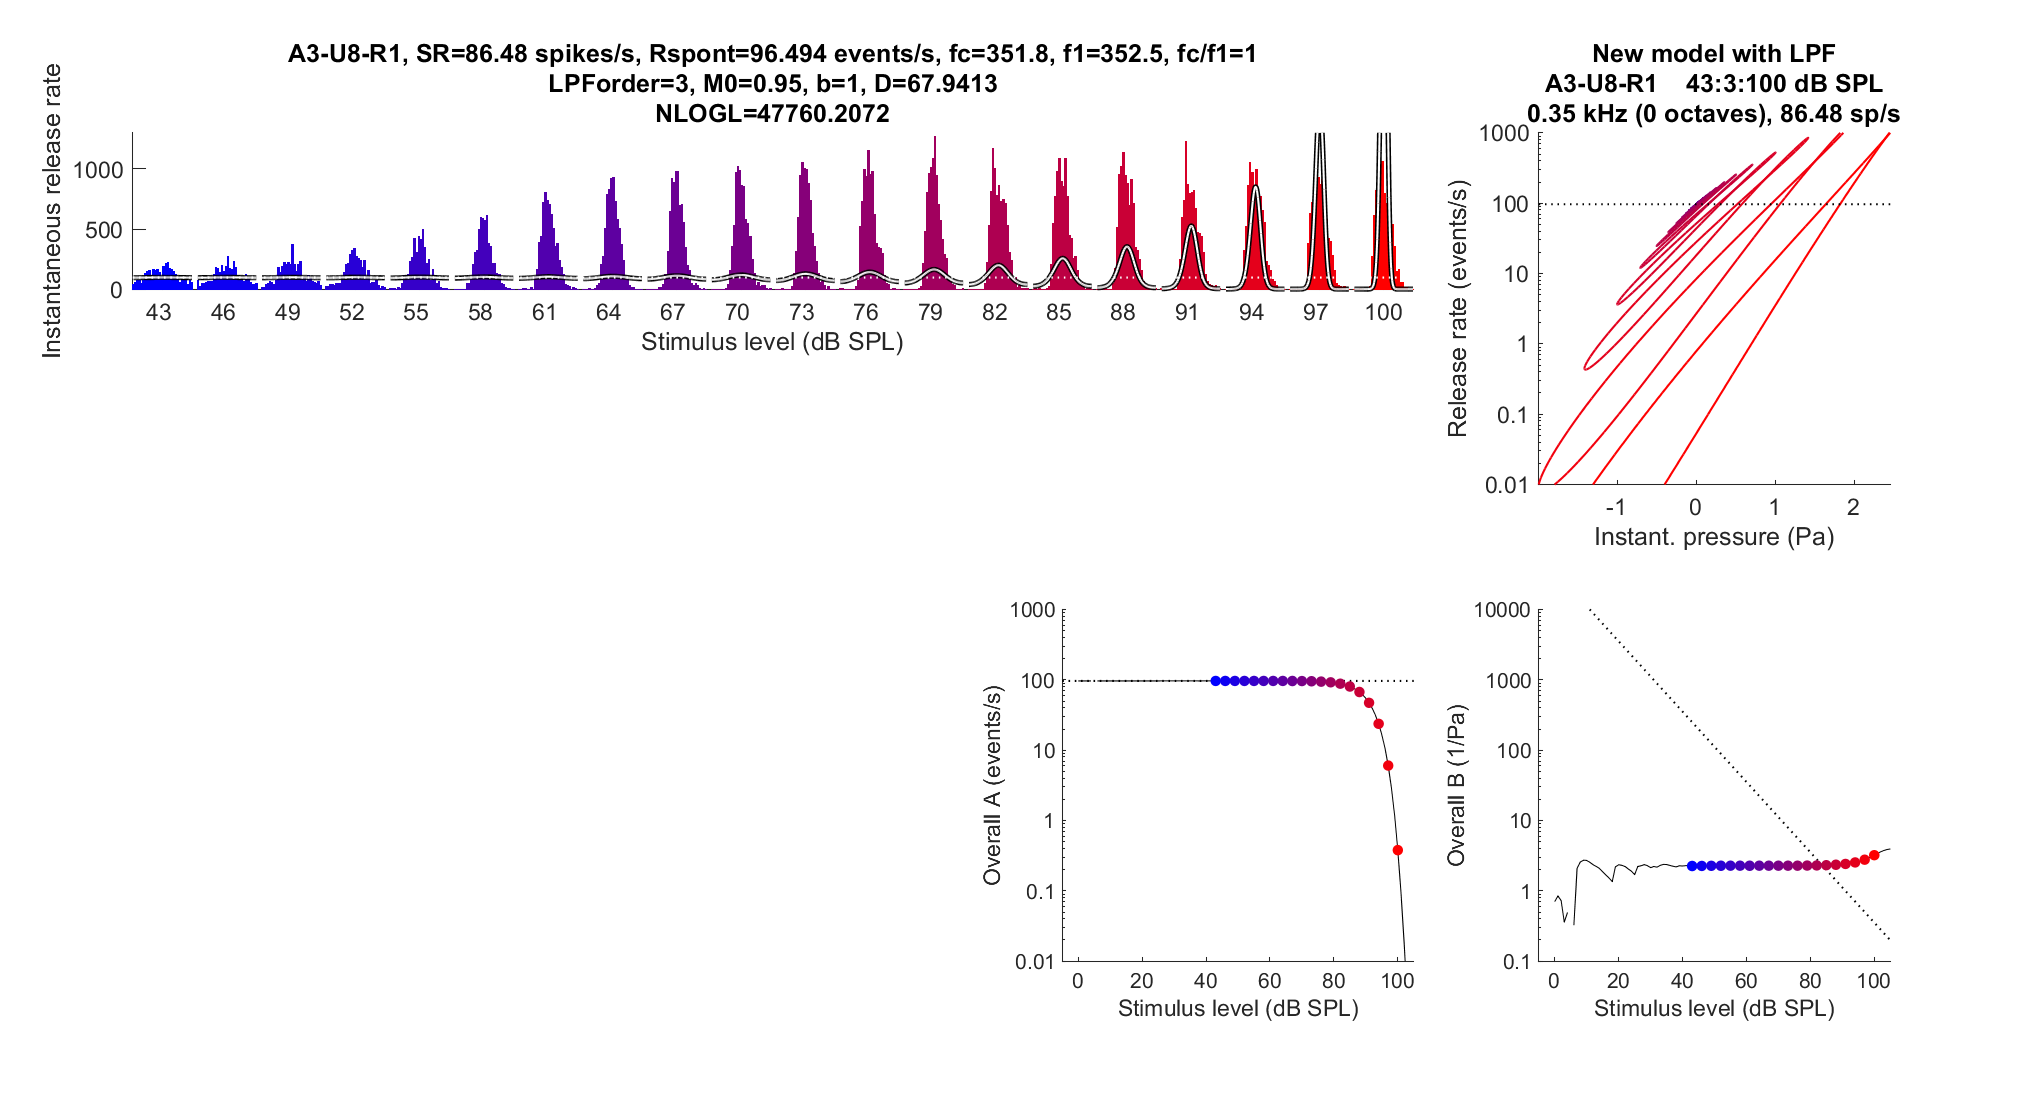 A3-U8-R1, SR=86.48 spikes/s, Rspont=96.494 events/s, fc=351.8, f1=352.5, fc/f1=1
LPForder=3, M0=0.95, b=1, D=67.9413
NLOGL=47760.2072
Instantaneous release rate
1000
500
0
43 46 49 52 55 58 61 64 67 70 73 76 79 82 85 88 91 94 97 100
Stimulus level (dB SPL)
New model with LPF
A3-U8-R1 43:3:100 dB SPL
0.35 kHz (0 octaves), 86.48 sp/s
Release rate (events/s)
1000
100
10
1
0.1
0.01
-1 0 1 2
Instant. pressure (Pa)
Overall A (events/s)
1000
100
10
1
0.1
0.01
0 20 40 60 80 100
Stimulus level (dB SPL)
Overall B (1/Pa)
10000
1000
100
10
1
0.1
0 20 40 60 80 100
Stimulus level (dB SPL)